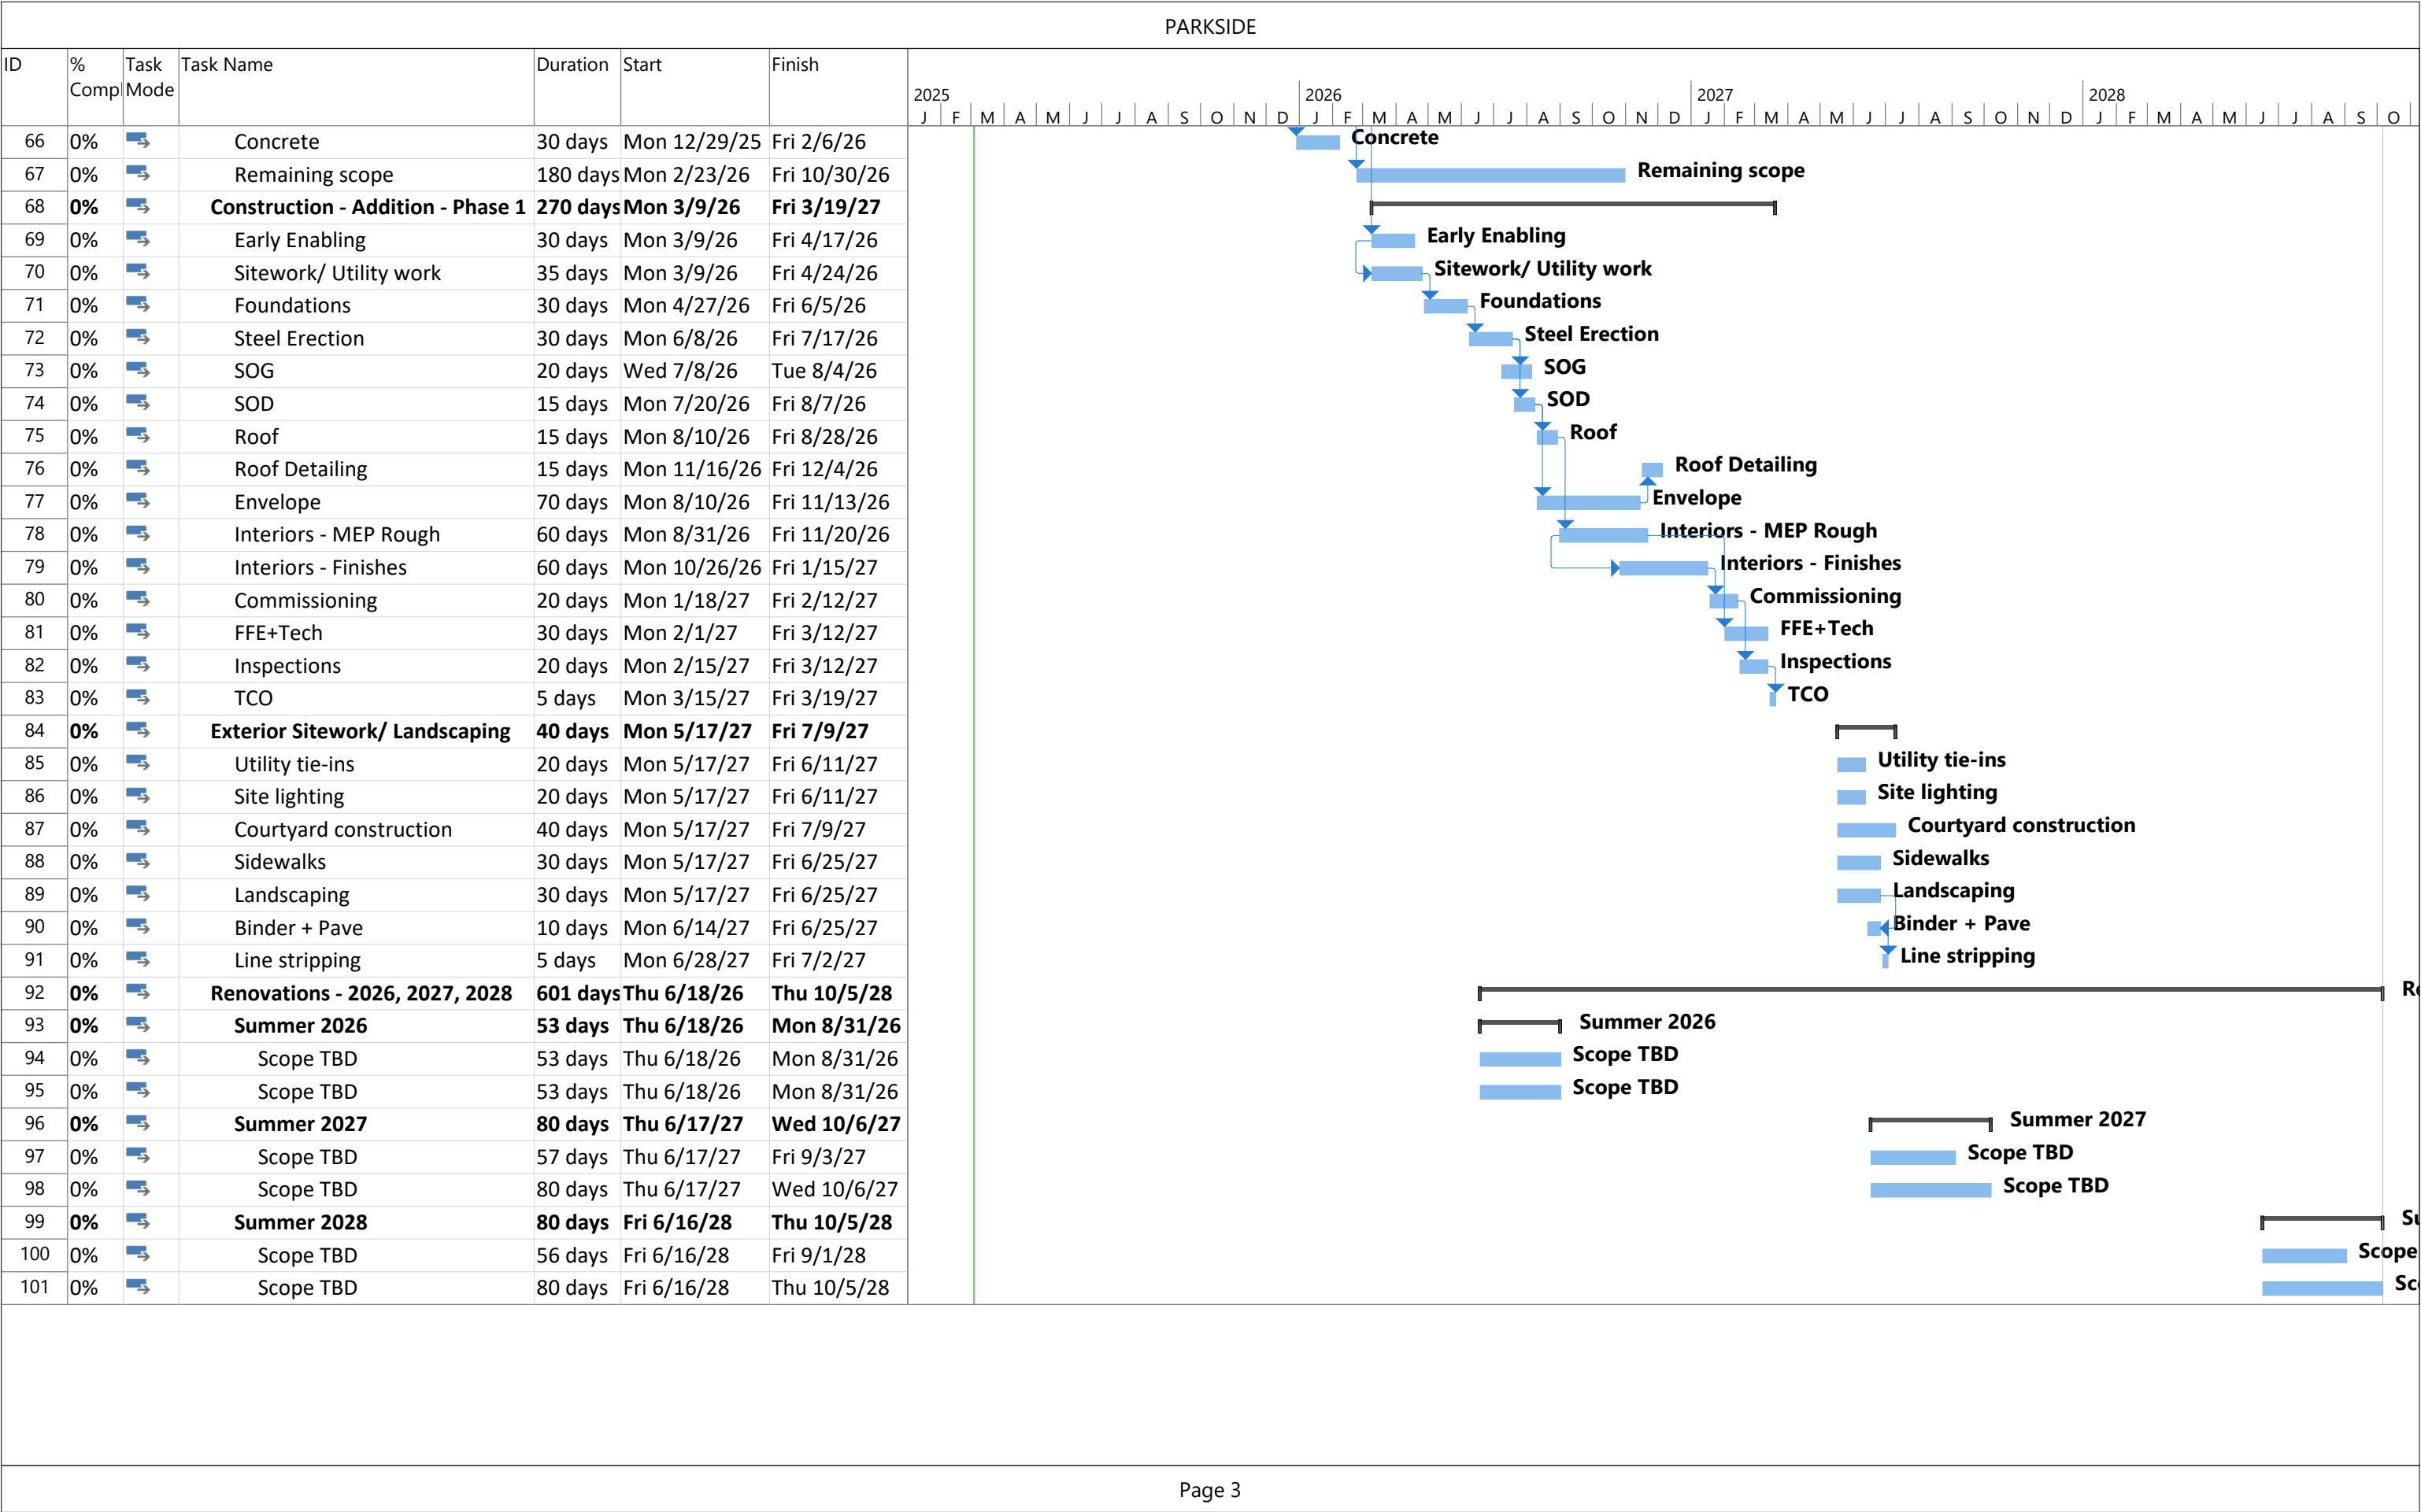 PARKSIDE
ID % Compl Task Mode Task Name Duration Start Finish
2025 2026 2027 2028
J F M A M J J A S O N D J F M A M J J A S O N D J F M A M J J A S O N D J F M A M J J A S O
66 0% Concrete 30 days Mon 12/29/25 Fri 2/6/26 Concrete
67 0% Remaining scope 180 days Mon 2/23/26 Fri 10/30/26 Remaining scope
68 0% Construction - Addition - Phase 1 270 days Mon 3/9/26 Fri 3/19/27
69 0% Early Enabling 30 days Mon 3/9/26 Fri 4/17/26 Early Enabling
70 0% Sitework/ Utility work 35 days Mon 3/9/26 Fri 4/24/26 Sitework/ Utility work
71 0% Foundations 30 days Mon 4/27/26 Fri 6/5/26 Foundations
72 0% Steel Erection 30 days Mon 6/8/26 Fri 7/17/26 Steel Erection
73 0% SOG 20 days Wed 7/8/26 Tue 8/4/26 SOG
74 0% SOD 15 days Mon 7/20/26 Fri 8/7/26 SOD
75 0% Roof 15 days Mon 8/10/26 Fri 8/28/26 Roof
76 0% Roof Detailing 15 days Mon 11/16/26 Fri 12/4/26 Roof Detailing
77 0% Envelope 70 days Mon 8/10/26 Fri 11/13/26 Envelope
78 0% Interiors - MEP Rough 60 days Mon 8/31/26 Fri 11/20/26 Interiors - MEP Rough
79 0% Interiors - Finishes 60 days Mon 10/26/26 Fri 1/15/27 Interiors - Finishes
80 0% Commissioning 20 days Mon 1/18/27 Fri 2/12/27 Commissioning
81 0% FFE+Tech 30 days Mon 2/1/27 Fri 3/12/27 FFE+Tech
82 0% Inspections 20 days Mon 2/15/27 Fri 3/12/27 Inspections
83 0% TCO 5 days Mon 3/15/27 Fri 3/19/27 TCO
84 0% Exterior Sitework/ Landscaping 40 days Mon 5/17/27 Fri 7/9/27
85 0% Utility tie-ins 20 days Mon 5/17/27 Fri 6/11/27 Utility tie-ins
86 0% Site lighting 20 days Mon 5/17/27 Fri 6/11/27 Site lighting
87 0% Courtyard construction 40 days Mon 5/17/27 Fri 7/9/27 Courtyard construction
88 0% Sidewalks 30 days Mon 5/17/27 Fri 6/25/27 Sidewalks
89 0% Landscaping 30 days Mon 5/17/27 Fri 6/25/27 Landscaping
90 0% Binder + Pave 10 days Mon 6/14/27 Fri 6/25/27 Binder + Pave
91 0% Line stripping 5 days Mon 6/28/27 Fri 7/2/27 Line stripping
92 0% Renovations - 2026, 2027, 2028 601 days Thu 6/18/26 Thu 10/5/28
93 0% Summer 2026 53 days Thu 6/18/26 Mon 8/31/26 Summer 2026
94 0% Scope TBD 53 days Thu 6/18/26 Mon 8/31/26 Scope TBD
95 0% Scope TBD 53 days Thu 6/18/26 Mon 8/31/26 Scope TBD
96 0% Summer 2027 80 days Thu 6/17/27 Wed 10/6/27 Summer 2027
97 0% Scope TBD 57 days Thu 6/17/27 Fri 9/3/27 Scope TBD
98 0% Scope TBD 80 days Thu 6/17/27 Wed 10/6/27 Scope TBD
99 0% Summer 2028 80 days Fri 6/16/28 Thu 10/5/28
100 0% Scope TBD 56 days Fri 6/16/28 Fri 9/1/28 Scope
101 0% Scope TBD 80 days Fri 6/16/28 Thu 10/5/28
Page 3